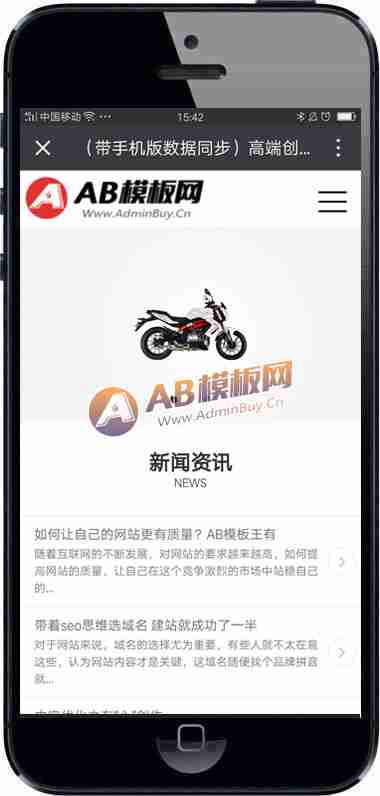 中国移动
15:42
（带手机版数据同步）高端创...
A AB模板网
Www.AdminBuy.Cn
A AB模板网
Www.AdminBuy.Cn
新闻资讯
NEWS
如何让自己的网站更有质量？AB模板王有
随着互联网的不断发展，对网站的要求越来越高，如何提
高网站的质量，让自己在这个竞争激烈的市场中站稳自己
的...
带着seo思维选域名 建站就成功了一半
对于网站来说，域名的选择尤为重要，有些人就不太在意
这些，认为网站内容才是关键，这域名随便找个品牌拼音
就...